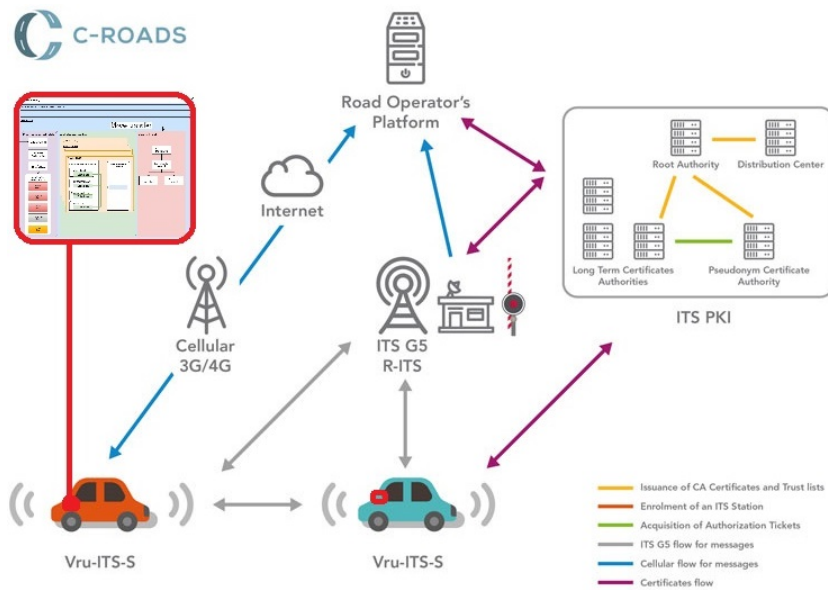 C-ROADS
Road Operator's
Platform
Internet
Cellular
3G/4G
ITS G5
R-ITS
Root Authority
Distribution Center
Long Term Certificates
Authorities
Pseudonym Certificate
Authority
ITS PKI
Vru-ITS-S
Vru-ITS-S
Issuance of CA Certificates and Trust lists
Enrolment of an ITS Station
Acquisition of Authorization Tickets
ITS G5 flow for messages
Cellular flow for messages
Certificates flow